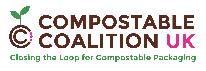 COMPOSTABLE
COALITION UK
Closing the Loop for Compostable Packaging